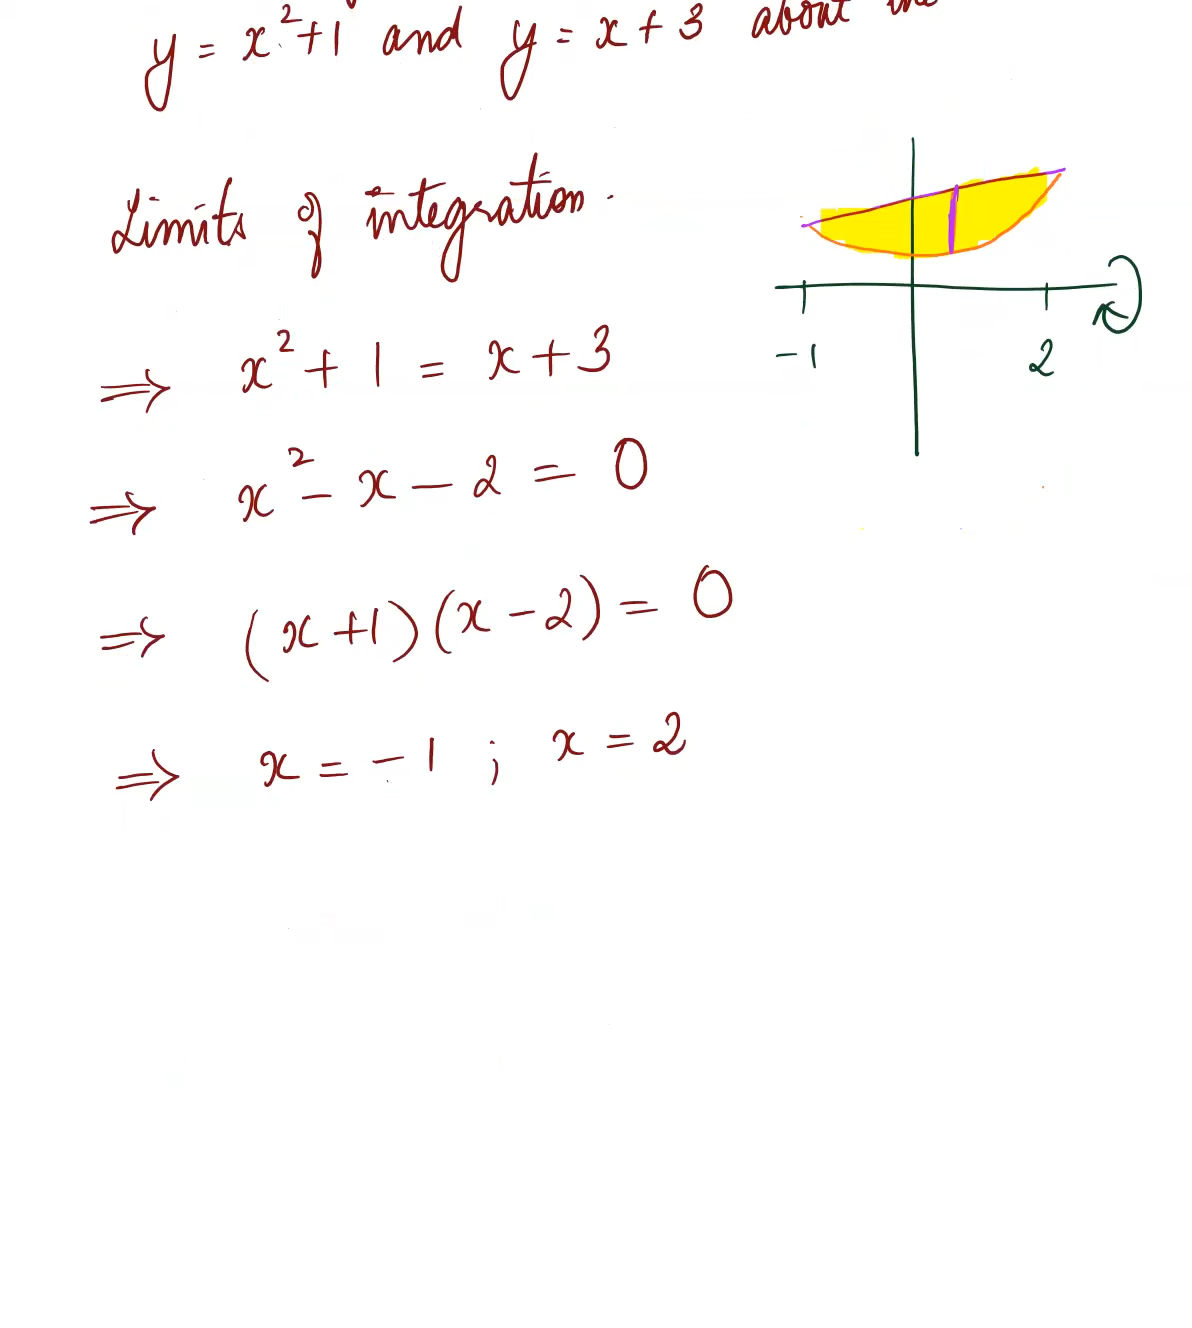 y = x²+1 and y = x + 3 about the
Limits of integration.
⇒ x² + 1 = x + 3
⇒ x² - x - 2 = 0
⇒ (x+1)(x-2) = 0
⇒ x = -1 ; x = 2
-1 2